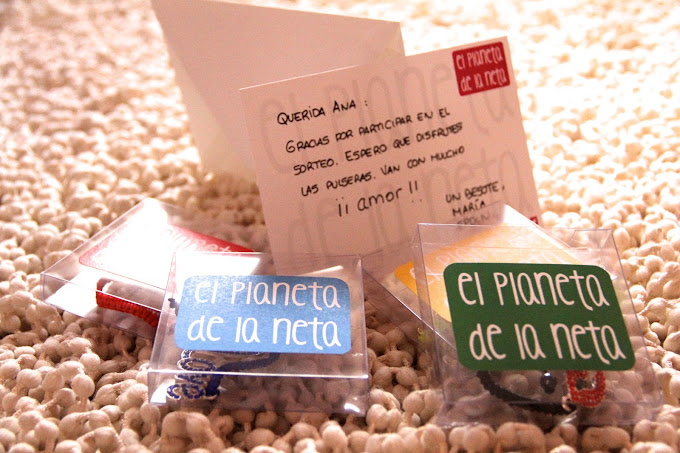 el planeta
de la neta
QUERIDA ANA :
GRACIAS POR PARTICIPAR EN EL
SORTEO. ESPERO QUE DISFRUTES
LAS PULSERAS. VAN CON MUCHO
¡¡ amor !!
UN BESOTE,
MARÍA
el planeta
de la neta
el planeta
de la neta